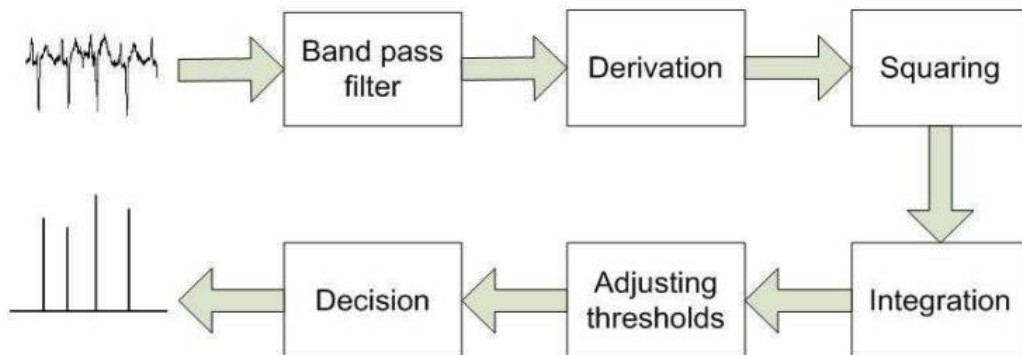 Band pass
filter
Derivation
Squaring
Integration
Adjusting
thresholds
Decision